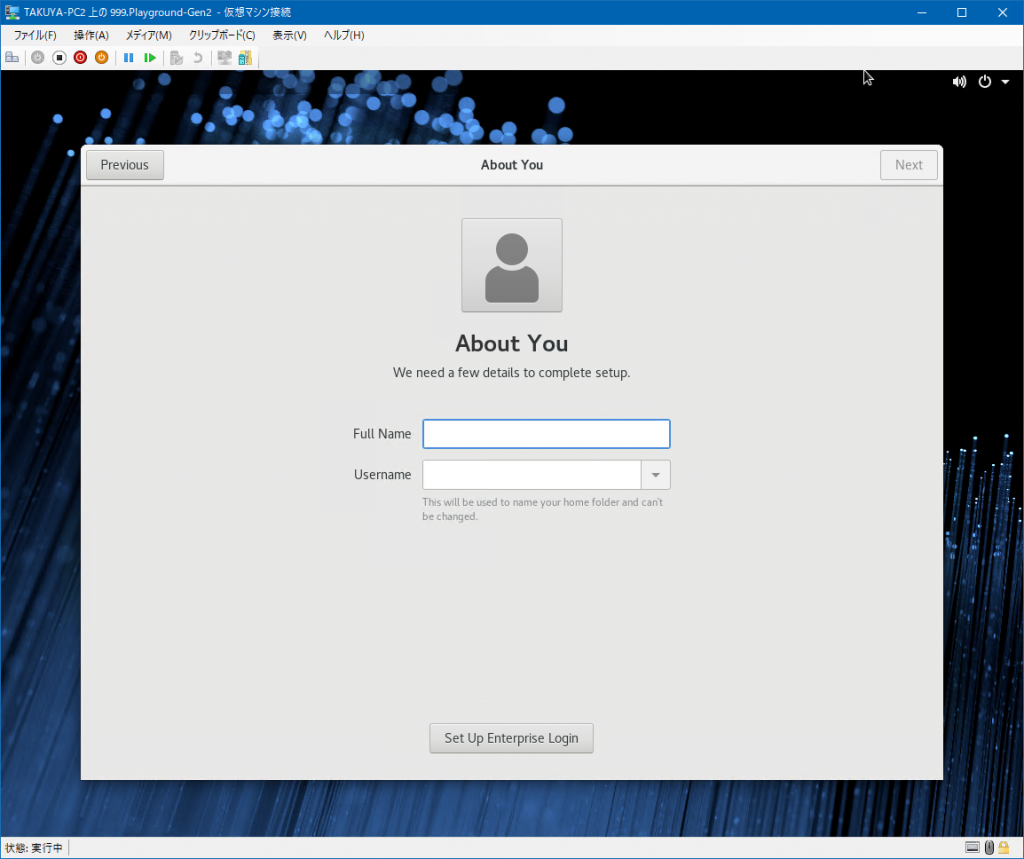 TAKUYA-PC2 上の 999.Playground-Gen2 - 仮想マシン接続
ファイル(F) 操作(A) メディア(M) クリップボード(C) 表示(V) ヘルプ(H)
Previous About You Next
About You
We need a few details to complete setup.
Full Name
Username
This will be used to name your home folder and can't
be changed.
Set Up Enterprise Login
状態: 実行中